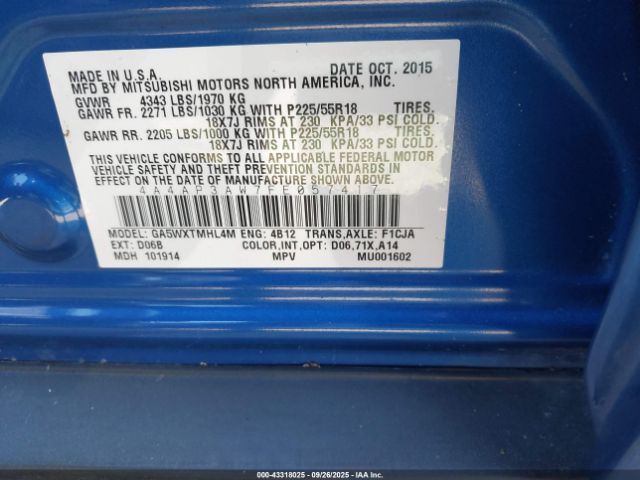 MADE IN U.S.A. DATE OCT. 2015
MFD BY MITSUBISHI MOTORS NORTH AMERICA, INC.
GVWR 4343 LBS/1970 KG
GAWR FR. 2271 LBS/1030 KG WITH P225/55R18 TIRES.
18X7J RIMS AT 230 KPA/33 PSI COLD.
GAWR RR. 2205 LBS/1000 KG WITH P225/55R18 TIRES.
18X7J RIMS AT 230 KPA/33 PSI COLD.
THIS VEHICLE CONFORMS TO ALL APPLICABLE FEDERAL MOTOR
VEHICLE SAFETY AND THEFT PREVENTION STANDARDS IN
EFFECT ON THE DATE OF MANUFACTURE SHOWN ABOVE.
4A4AP3AW7FE057417
MODEL: GA5WXTMHL4M ENG: 4B12 TRANS,AXLE: F1CJA
EXT: D06B COLOR,INT,OPT: D06,71X,A14
MDH 101914 MPV MU001602
<<<< 43318025 - 09/26/2025 - IAA Inc. >>>>